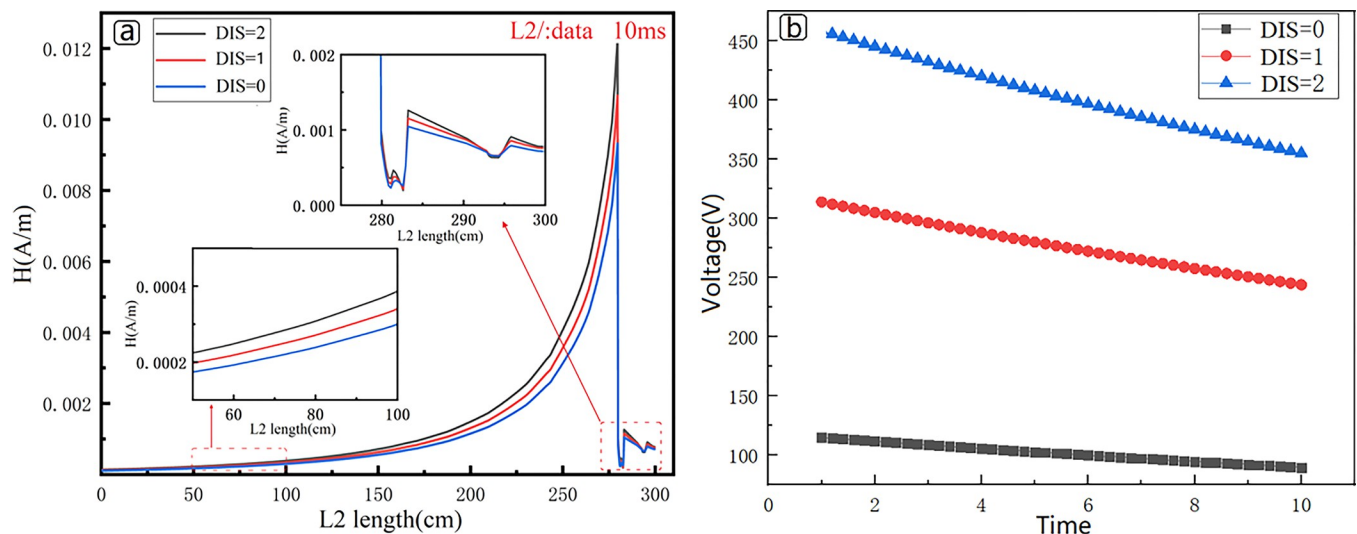 a
L2/:data 10ms
DIS=2
DIS=1
DIS=0
H(A/m)
0.012
0.010
0.008
0.006
0.004
0.002
0 50 100 150 200 250 300
L2 length(cm)
H(A/m)
0.002
0.001
0.000
280 290 300
L2 length(cm)
H(A/m)
0.0004
0.0002
60 80 100
L2 length(cm)
b
DIS=0
DIS=1
DIS=2
Voltage(V)
450
400
350
300
250
200
150
100
0 2 4 6 8 10
Time